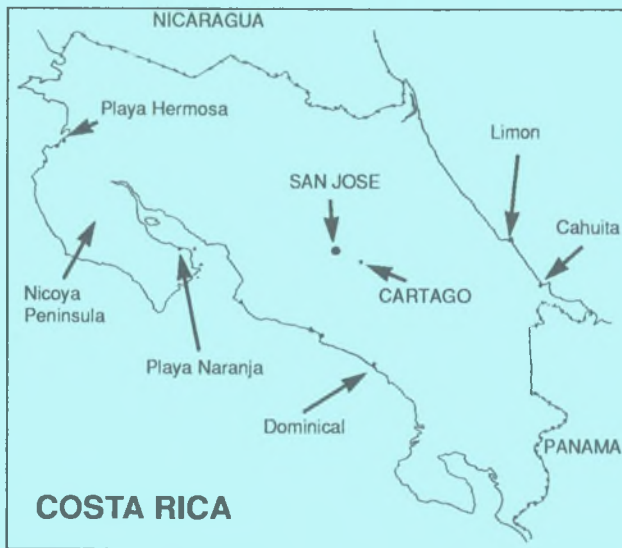 NICARAGUA
Playa Hermosa
Limon
SAN JOSE
Cahuita
Nicoya
Peninsula
CARTAGO
Playa Naranja
Dominical
PANAMA
COSTA RICA